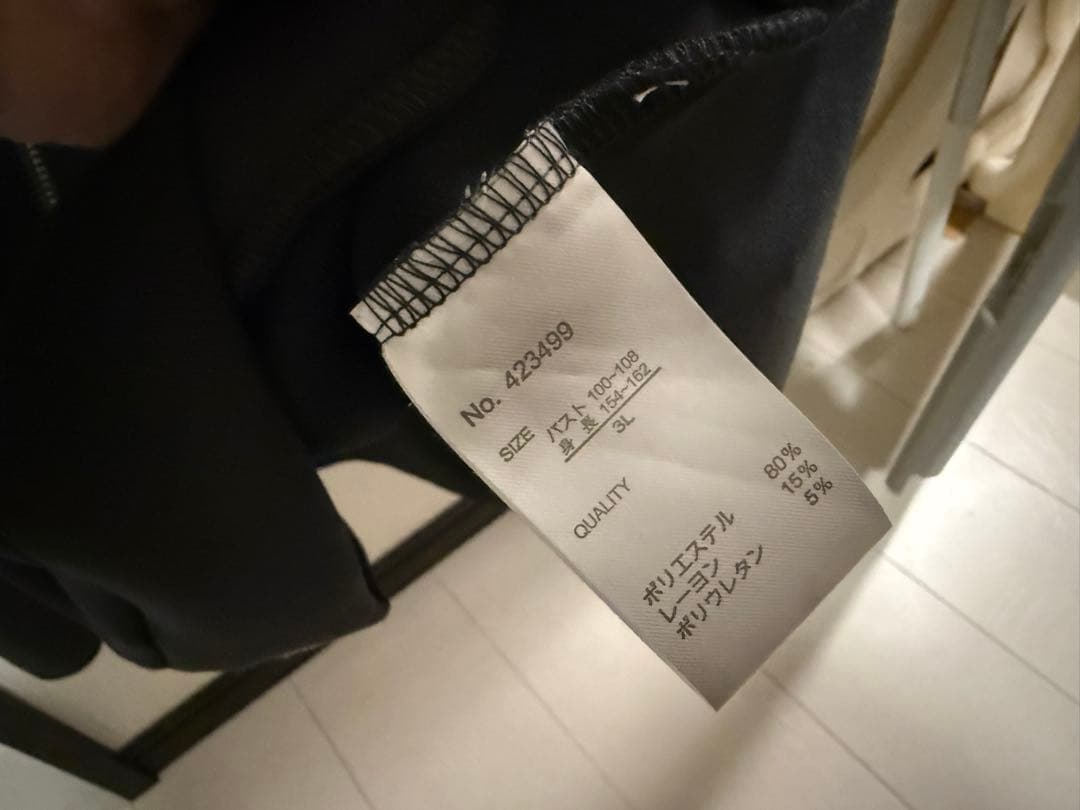 No. 423499
SIZE バスト 100~108
身長 154~162
3L
QUALITY
ポリエステル 80%
レーヨン 15%
ポリウレタン 5%